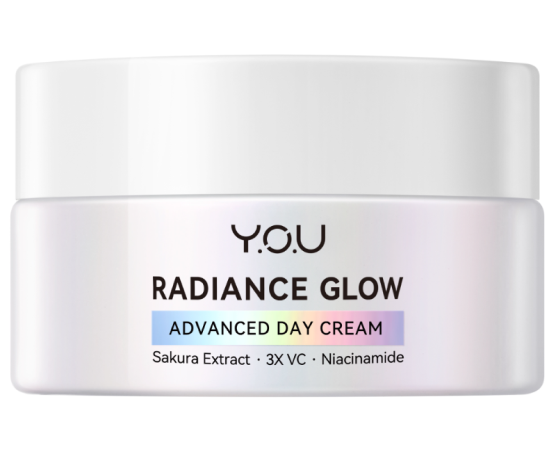 Y.O.U
RADIANCE GLOW
ADVANCED DAY CREAM
Sakura Extract · 3X VC · Niacinamide